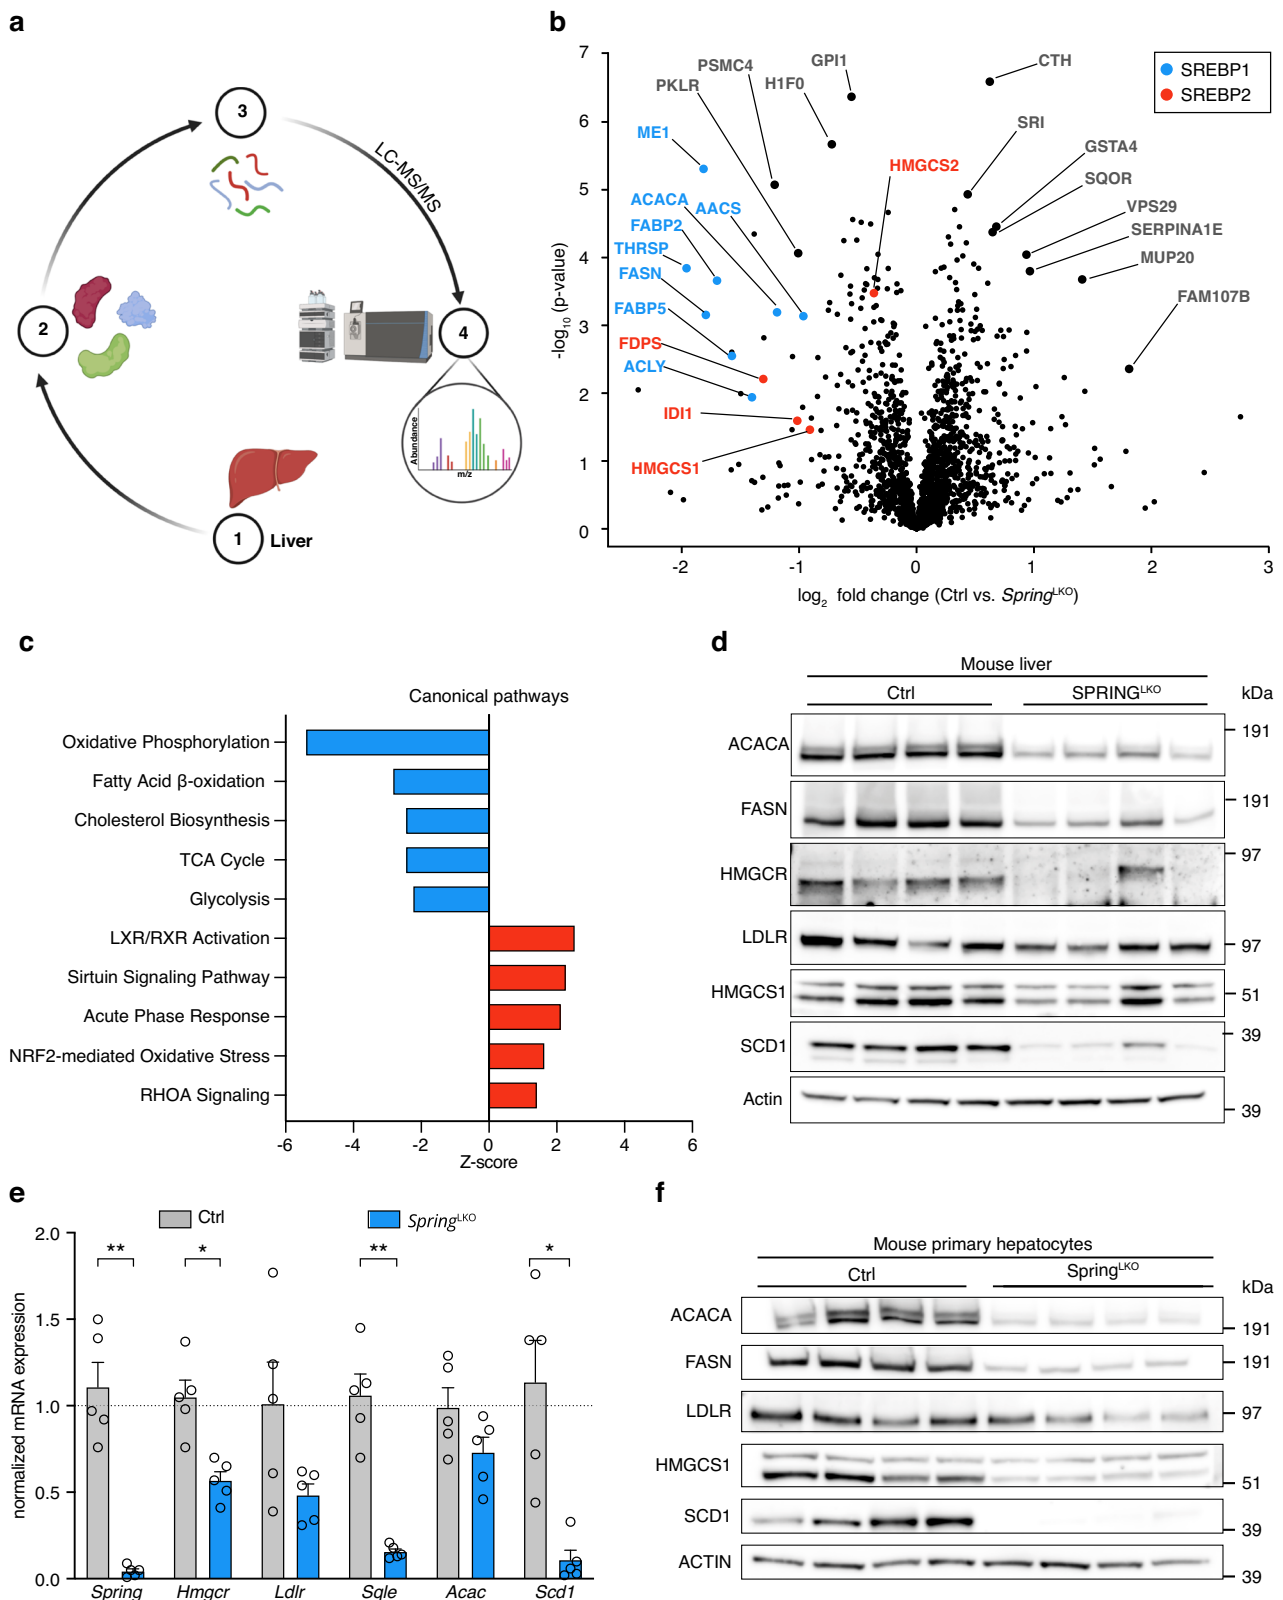 a
1
Liver
2
3
LC-MS/MS
4
Abundance
m/z
b
-log10 (p-value)
7
6
5
4
3
2
1
0
-2
-1
0
1
2
3
log2 fold change (Ctrl vs. SpringLKO)
SREBP1
SREBP2
PSMC4
GPI1
CTH
PKLR
H1F0
ME1
SRI
HMGCS2
GSTA4
SQOR
ACACA
AACS
VPS29
FABP2
SERPINA1E
THRSP
MUP20
FASN
FAM107B
FABP5
FDPS
ACLY
IDI1
HMGCS1
c
Canonical pathways
Oxidative Phosphorylation
Fatty Acid β-oxidation
Cholesterol Biosynthesis
TCA Cycle
Glycolysis
LXR/RXR Activation
Sirtuin Signaling Pathway
Acute Phase Response
NRF2-mediated Oxidative Stress
RHOA Signaling
-6
-4
-2
0
2
4
6
Z-score
d
Mouse liver
Ctrl
SPRINGLKO
kDa
ACACA
191
FASN
191
HMGCR
97
LDLR
97
HMGCS1
51
SCD1
39
Actin
39
e
Ctrl
SpringLKO
normalized mRNA expression
2.0
1.5
1.0
0.5
0.0
**
*
**
*
Spring
Hmgcr
Ldlr
Sqle
Acac
Scd1
f
Mouse primary hepatocytes
Ctrl
SpringLKO
kDa
ACACA
191
FASN
191
LDLR
97
HMGCS1
51
SCD1
39
ACTIN
39